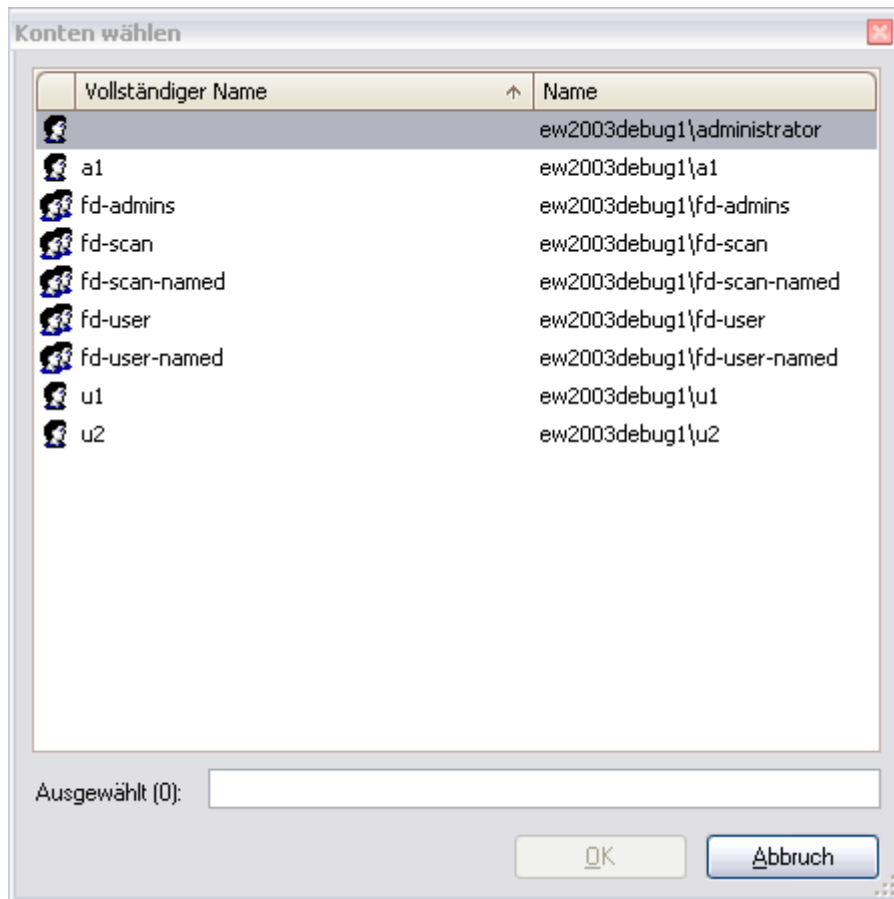 Konten wählen
Vollständiger Name Name
ew2003debug1\administrator
a1 ew2003debug1\a1
fd-admins ew2003debug1\fd-admins
fd-scan ew2003debug1\fd-scan
fd-scan-named ew2003debug1\fd-scan-named
fd-user ew2003debug1\fd-user
fd-user-named ew2003debug1\fd-user-named
u1 ew2003debug1\u1
u2 ew2003debug1\u2
Ausgewählt (0):
OK Abbruch